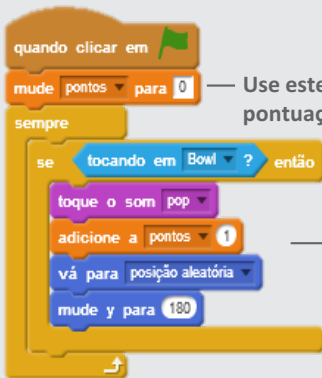 quando clicar em
mude pontos para 0
Use este
pontuaç
sempre
se tocando em Bowl ? então
toque o som pop
adicione a pontos 1
vá para posição aleatória
mude y para 180